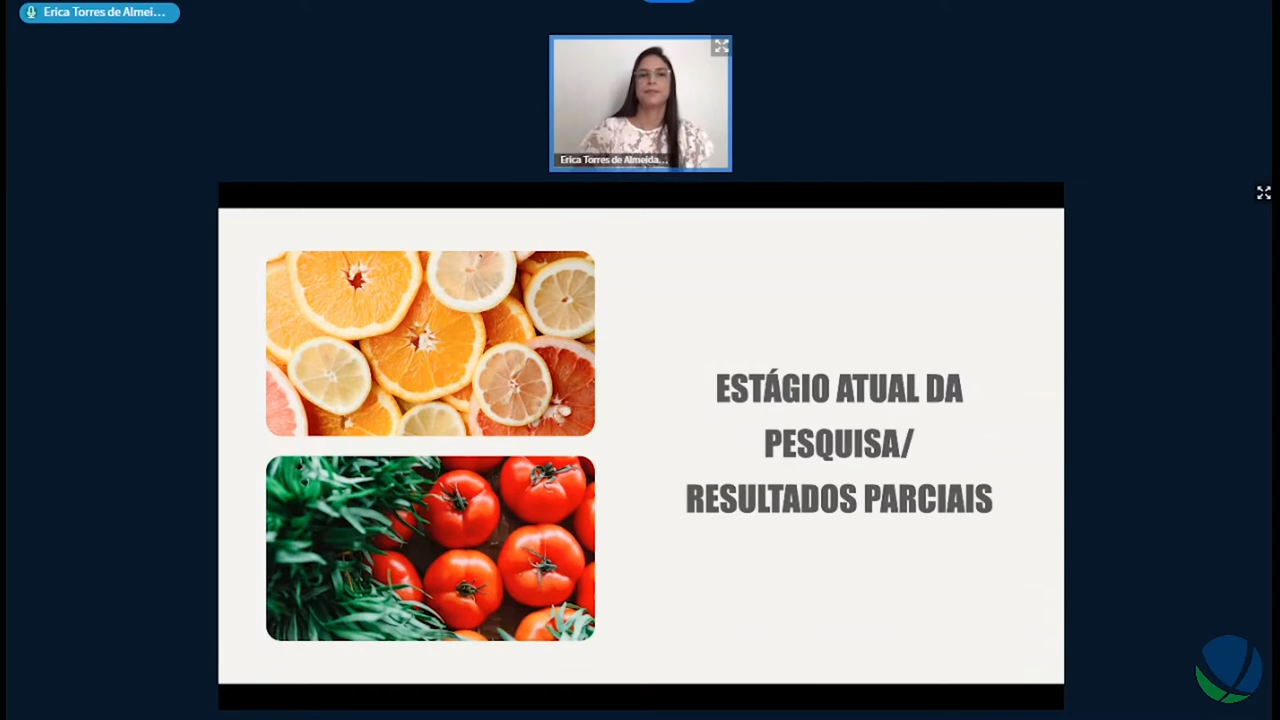 Erica Torres de Almei...
Erica Torres de Almeida...
ESTÁGIO ATUAL DA
PESQUISA/
RESULTADOS PARCIAIS